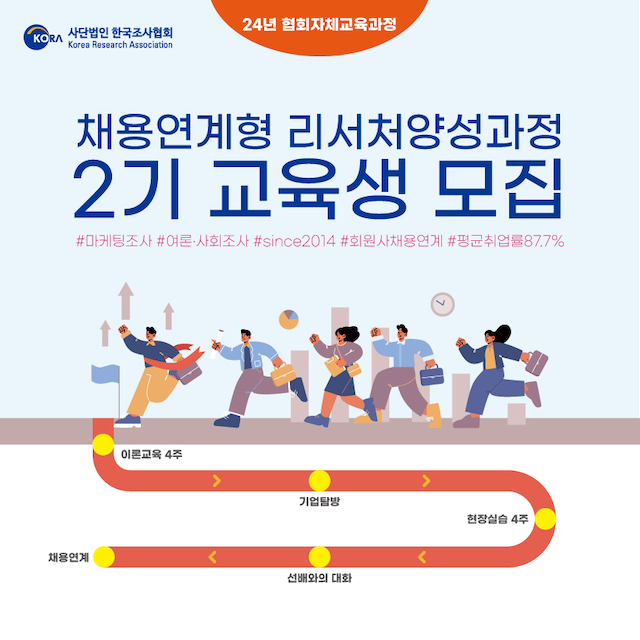 24년 협회자체교육과정
KORA 사단법인 한국조사협회
Korea Research Association
채용연계형 리서처양성과정
2기 교육생 모집
#마케팅조사 #여론·사회조사 #since2014 #회원사채용연계 #평균취업률87.7%
이론교육 4주
기업탐방
현장실습 4주
채용연계
선배와의 대화